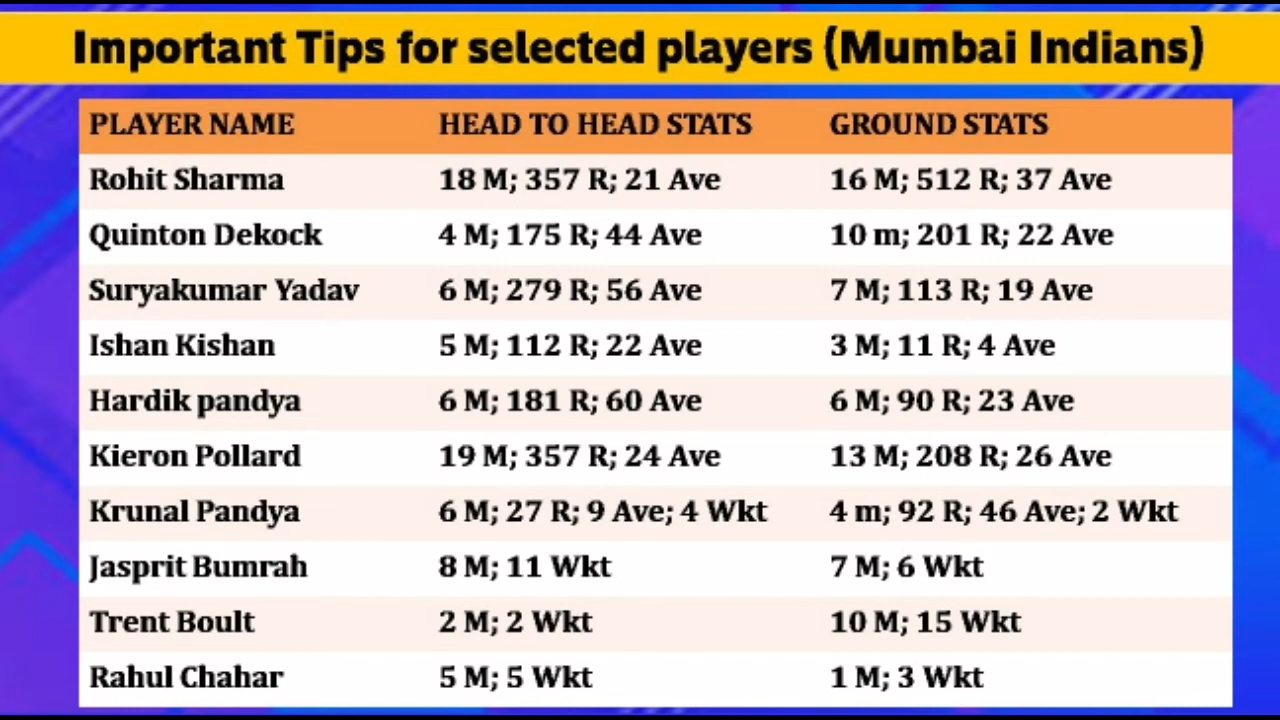 Important Tips for selected players (Mumbai Indians)
PLAYER NAME HEAD TO HEAD STATS GROUND STATS
Rohit Sharma 18 M; 357 R; 21 Ave 16 M; 512 R; 37 Ave
Quinton Dekock 4 M; 175 R; 44 Ave 10 m; 201 R; 22 Ave
Suryakumar Yadav 6 M; 279 R; 56 Ave 7 M; 113 R; 19 Ave
Ishan Kishan 5 M; 112 R; 22 Ave 3 M; 11 R; 4 Ave
Hardik pandya 6 M; 181 R; 60 Ave 6 M; 90 R; 23 Ave
Kieron Pollard 19 M; 357 R; 24 Ave 13 M; 208 R; 26 Ave
Krunal Pandya 6 M; 27 R; 9 Ave; 4 Wkt 4 m; 92 R; 46 Ave; 2 Wkt
Jasprit Bumrah 8 M; 11 Wkt 7 M; 6 Wkt
Trent Boult 2 M; 2 Wkt 10 M; 15 Wkt
Rahul Chahar 5 M; 5 Wkt 1 M; 3 Wkt